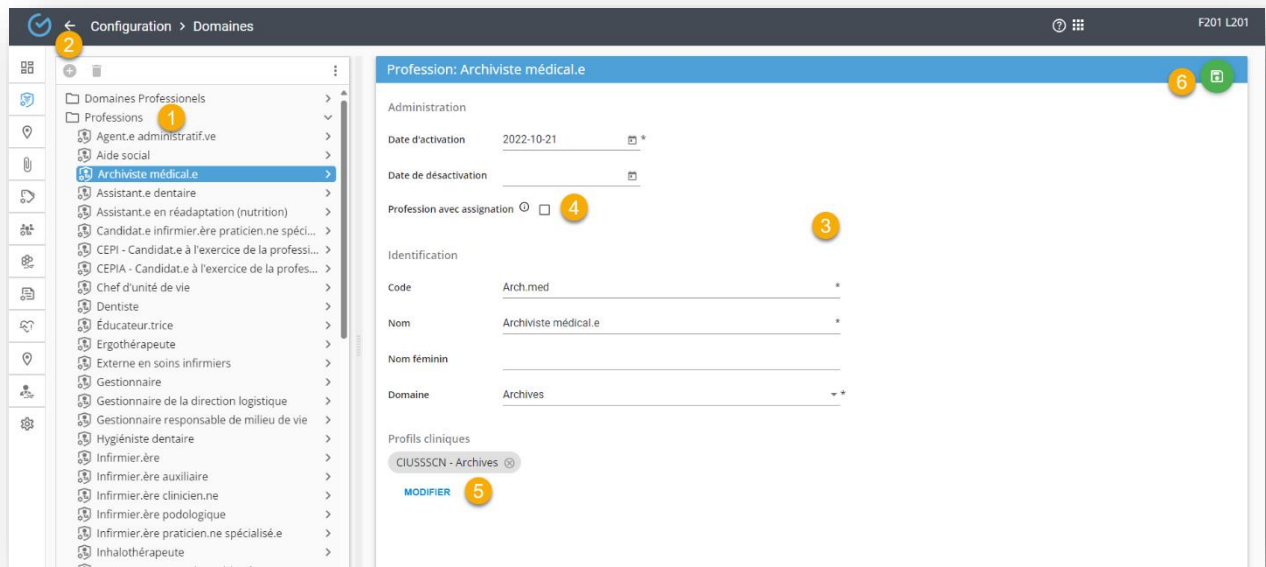 Configuration > Domaines
F201 L201
2
Domaines Professionels
Professions
1
Agent.e administratif.ve
Aide social
Archiviste médical.e
Assistant.e dentaire
Assistant.e en réadaptation (nutrition)
Candidat.e infirmier.ère praticien.ne spéci...
CEPI - Candidat.e à l'exercice de la professi...
CEPIA - Candidat.e à l'exercice de la profes...
Chef d'unité de vie
Dentiste
Éducateur.trice
Ergothérapeute
Externe en soins infirmiers
Gestionnaire
Gestionnaire de la direction logistique
Gestionnaire responsable de milieu de vie
Hygiéniste dentaire
Infirmier.ère
Infirmier.ère auxiliaire
Infirmier.ère clinicien.ne
Infirmier.ère podologique
Infirmier.ère praticien.ne spécialisé.e
Inhalothérapeute
Profession: Archiviste médical.e
6
Administration
Date d'activation 2022-10-21 *
Date de désactivation
Profession avec assignation 4
3
Identification
Code Arch.med *
Nom Archiviste médical.e *
Nom féminin
Domaine Archives *
Profils cliniques
CIUSSSCN - Archives
MODIFIER 5